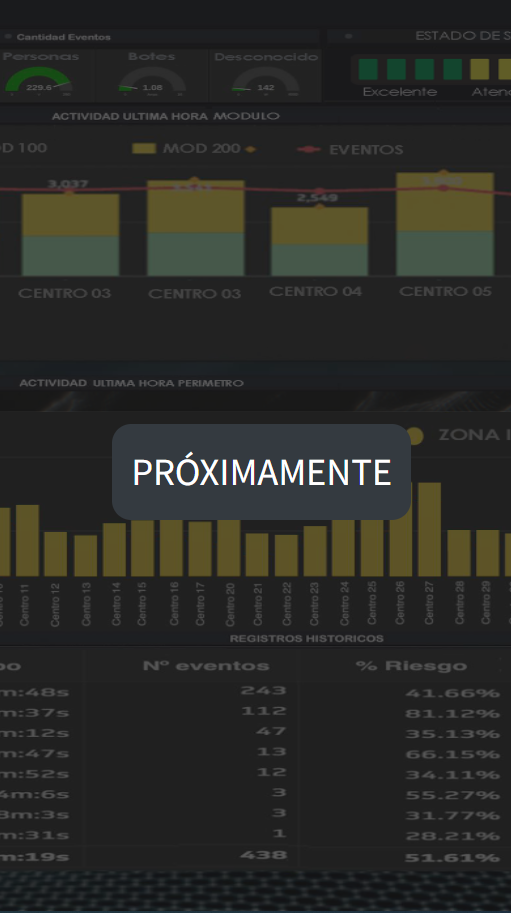 Cantidad Eventos
ESTADO DE S
Personas Botes Desconocido
229.6 1.08 142
Excelente Aten
ACTIVIDAD ULTIMA HORA MODULO
D 100 MOD 200 EVENTOS
3,037
2,549
CENTRO 03 CENTRO 03 CENTRO 04 CENTRO 05
ACTIVIDAD ULTIMA HORA PERIMETRO
ZONA I
PRÓXIMAMENTE
Centro 11 Centro 12 Centro 13 Centro 14 Centro 15 Centro 16 Centro 17 Centro 20 Centro 21 Centro 22 Centro 23 Centro 24 Centro 25 Centro 26 Centro 27 Centro 28 Centro 29
REGISTROS HISTORICOS
po Nº eventos % Riesgo
m:48s 243 41.66%
m:37s 112 81.12%
m:12s 47 35.13%
m:47s 13 66.15%
m:52s 12 34.11%
4m:6s 3 55.27%
8m:3s 3 31.77%
m:31s 1 28.21%
m:19s 438 51.61%